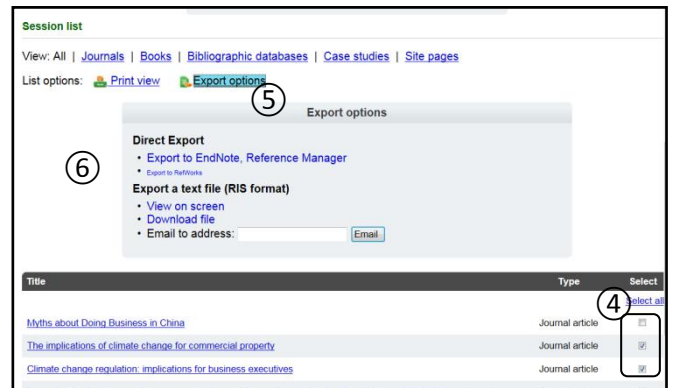 Session list
View: All | Journals | Books | Bibliographic databases | Case studies | Site pages
List options: Print view Export options
⑤
Export options
⑥
Direct Export
• Export to EndNote, Reference Manager
• Export to RefWorks
Export a text file (RIS format)
• View on screen
• Download file
• Email to address: Email
Title Type Select
④
Select all
Myths about Doing Business in China Journal article
The implications of climate change for commercial property Journal article
Climate change regulation: implications for business executives Journal article